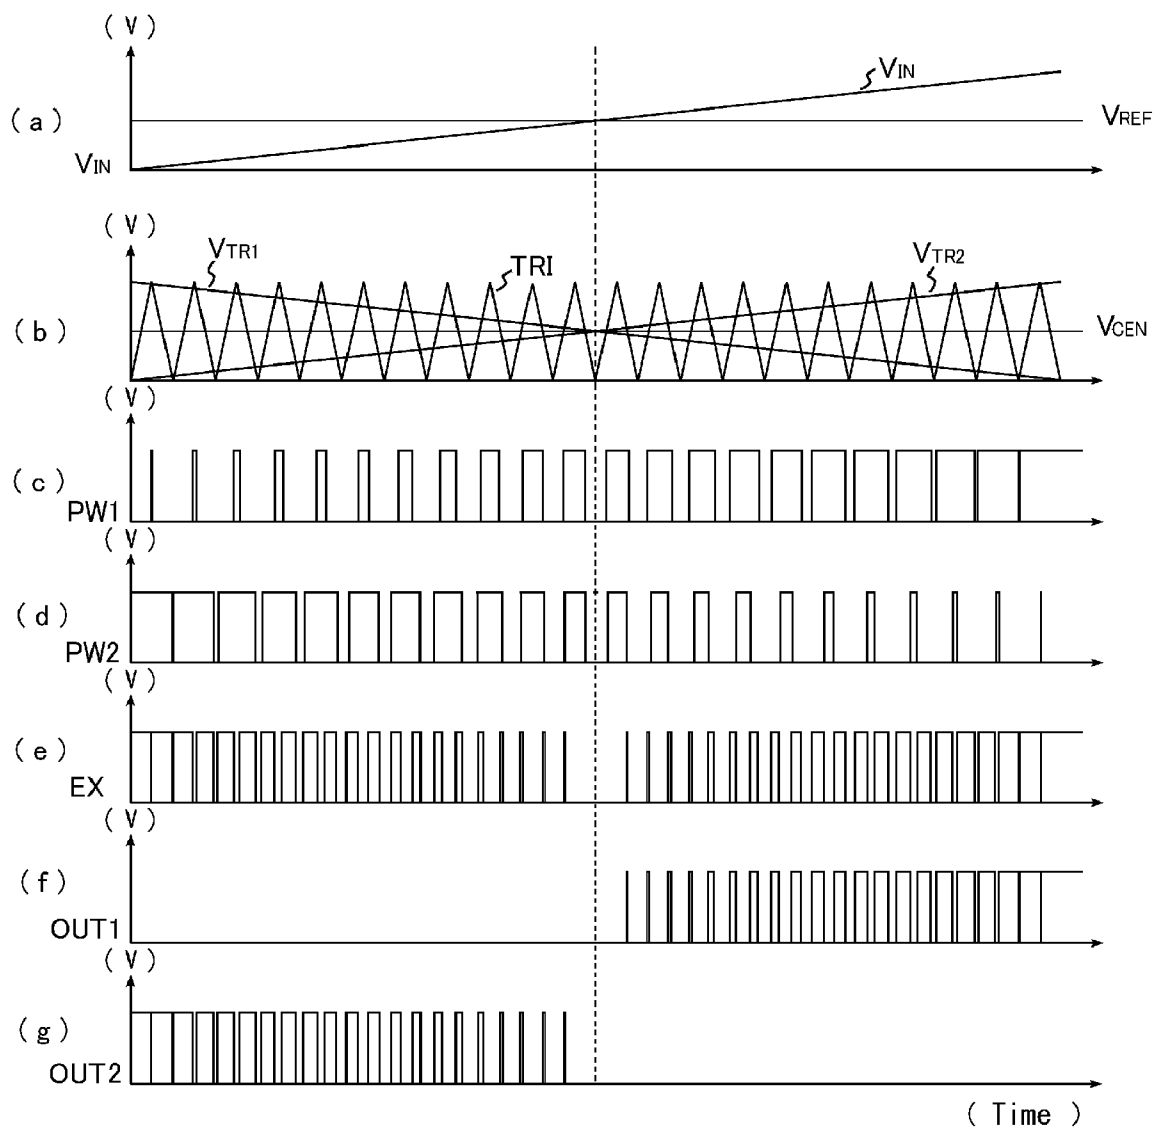 (V)
VIN
(a)
VREF
VIN
(V)
VTR1
TRI
VTR2
(b)
VCEN
(V)
(c)
PW1
(V)
(d)
PW2
(V)
(e)
EX
(V)
(f)
OUT1
(V)
(g)
OUT2
(Time)